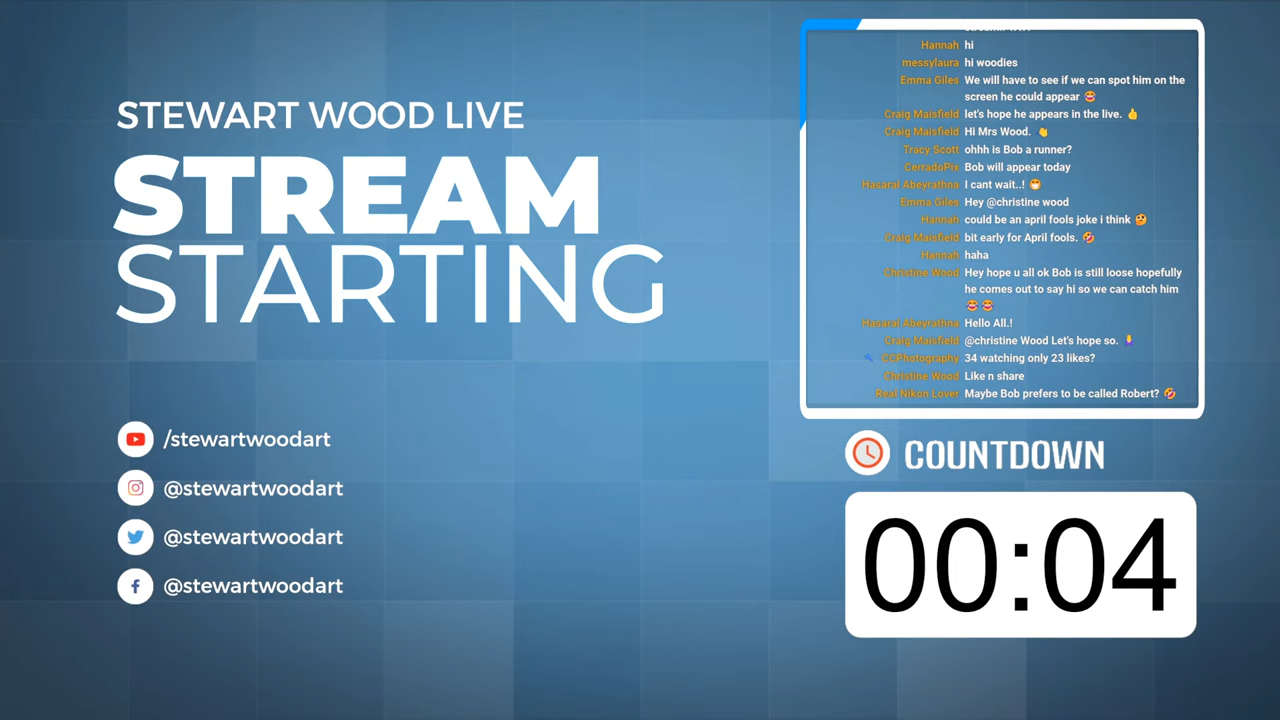 STEWART WOOD LIVE
STREAM
STARTING
/stewartwoodart
@stewartwoodart
@stewartwoodart
@stewartwoodart
Hannah hi
messylaura hi woodies
Emma Giles We will have to see if we can spot him on the
screen he could appear 😂
Craig Maisfield let's hope he appears in the live. 👍
Craig Maisfield Hi Mrs Wood. 👋
Tracy Scott ohhh is Bob a runner?
CerradoPix Bob will appear today
Hasaral Abeyrathna I cant wait..! 😁
Emma Giles Hey @christine wood
Hannah could be an april fools joke i think 🤔
Craig Maisfield bit early for April fools. 🤣
Hannah haha
Christine Wood Hey hope u all ok Bob is still loose hopefully
he comes out to say hi so we can catch him
😂 😂
Hasaral Abeyrathna Hello All.!
Craig Maisfield @christine Wood Let's hope so. 🤷‍♀️
CCPhotography 34 watching only 23 likes?
Christine Wood Like n share
Real Nikon Lover Maybe Bob prefers to be called Robert? 🤣
COUNTDOWN
00:04